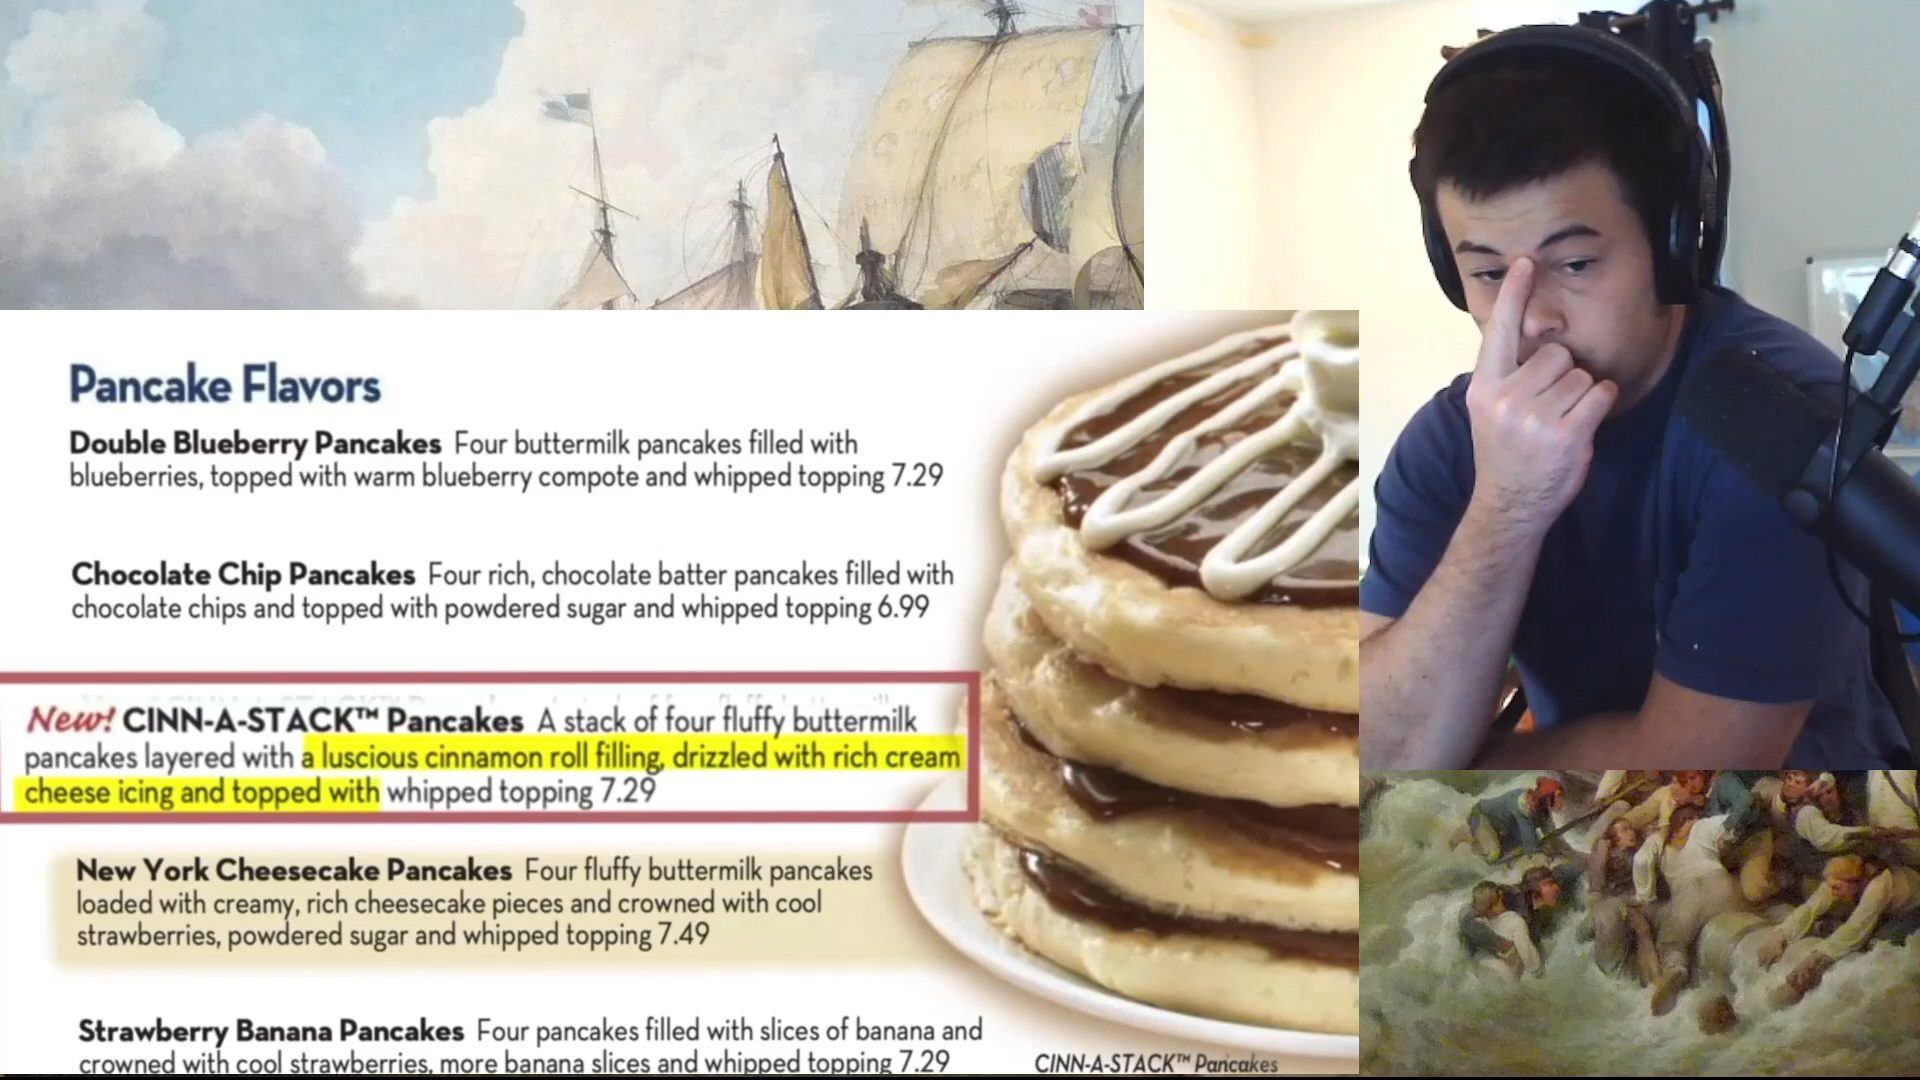 Pancake Flavors
Double Blueberry Pancakes Four buttermilk pancakes filled with
blueberries, topped with warm blueberry compote and whipped topping 7.29
Chocolate Chip Pancakes Four rich, chocolate batter pancakes filled with
chocolate chips and topped with powdered sugar and whipped topping 6.99
New! CINN-A-STACK™ Pancakes A stack of four fluffy buttermilk
pancakes layered with a luscious cinnamon roll filling, drizzled with rich cream
cheese icing and topped with whipped topping 7.29
New York Cheesecake Pancakes Four fluffy buttermilk pancakes
loaded with creamy, rich cheesecake pieces and crowned with cool
strawberries, powdered sugar and whipped topping 7.49
Strawberry Banana Pancakes Four pancakes filled with slices of banana and
crowned with cool strawberries, more banana slices and whipped topping 7.29
CINN-A-STACK™ Pancakes